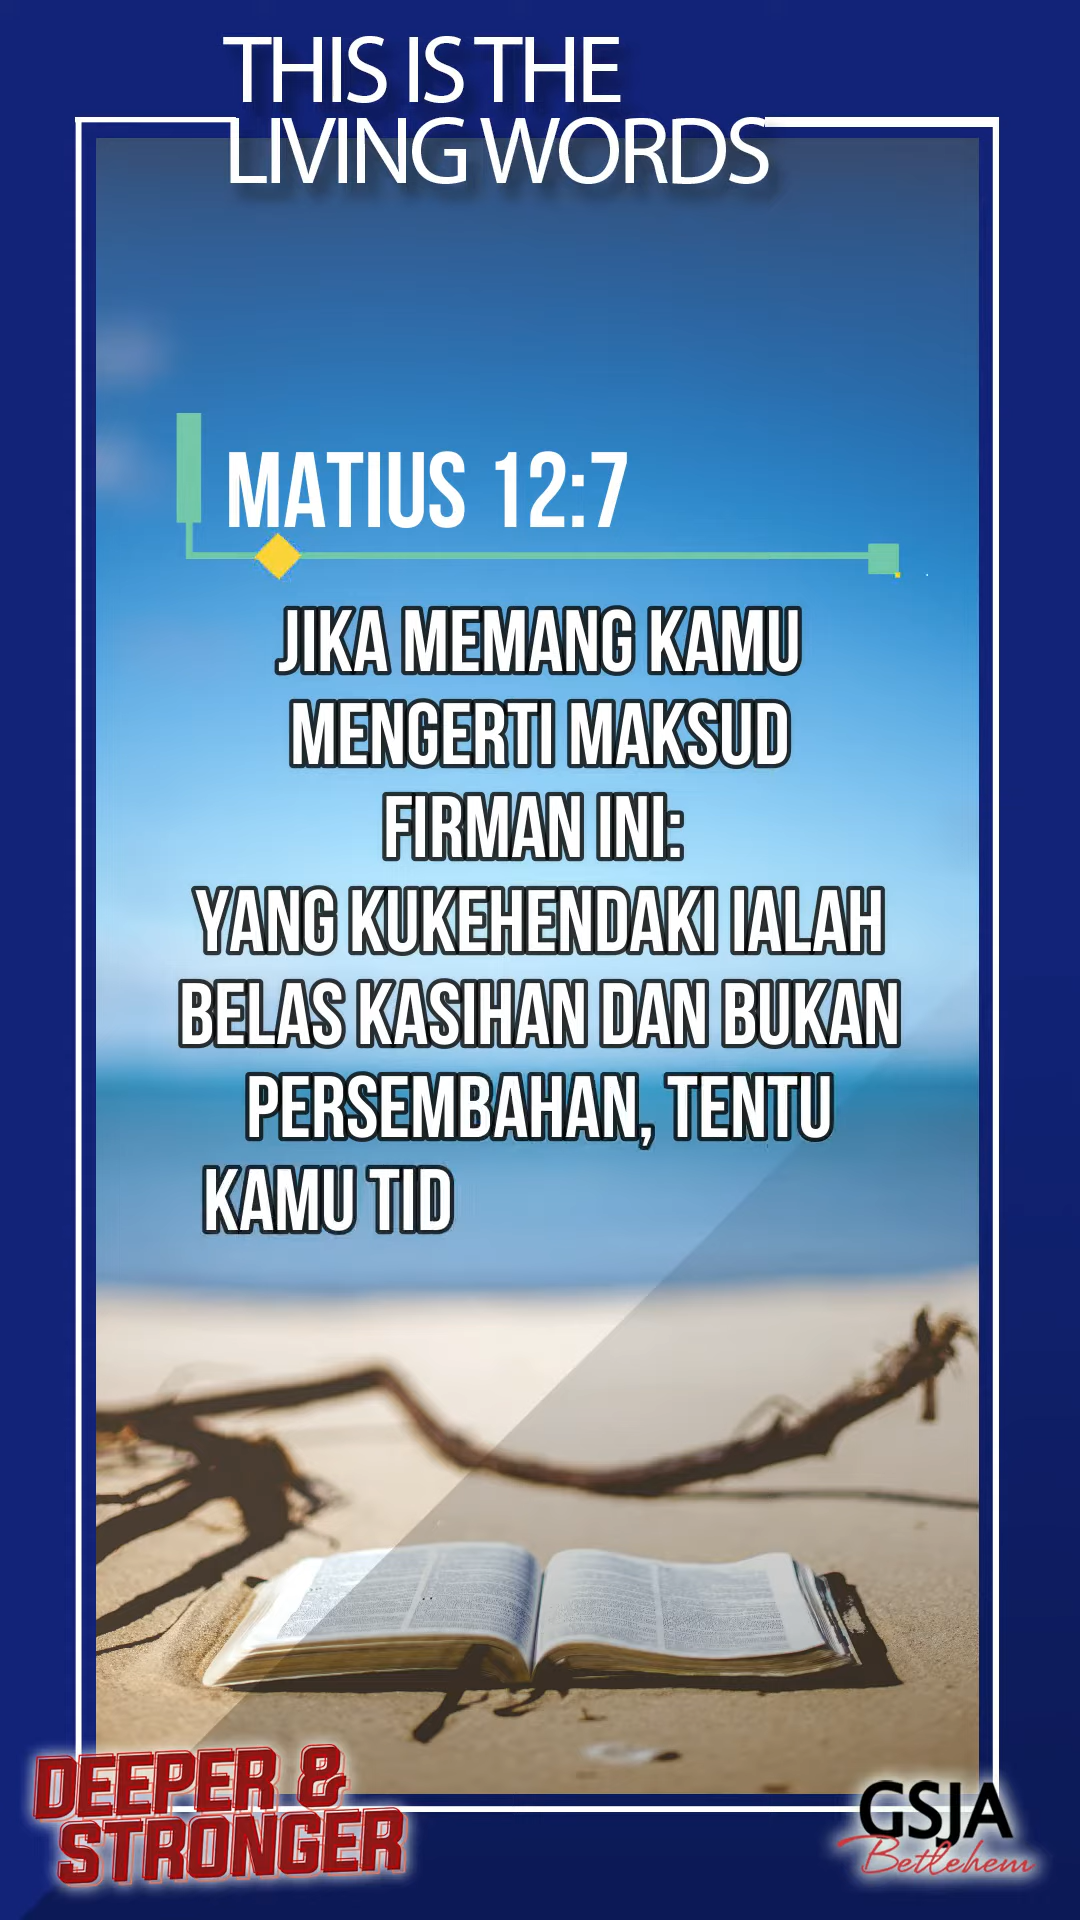 THIS IS THE
LIVING WORDS
MATIUS 12:7
JIKA MEMANG KAMU
MENGERTI MAKSUD
FIRMAN INI:
YANG KUKEHENDAKI IALAH
BELAS KASIHAN DAN BUKAN
PERSEMBAHAN, TENTU
KAMU TID
DEEPER &
STRONGER
GSJA
Betlehem